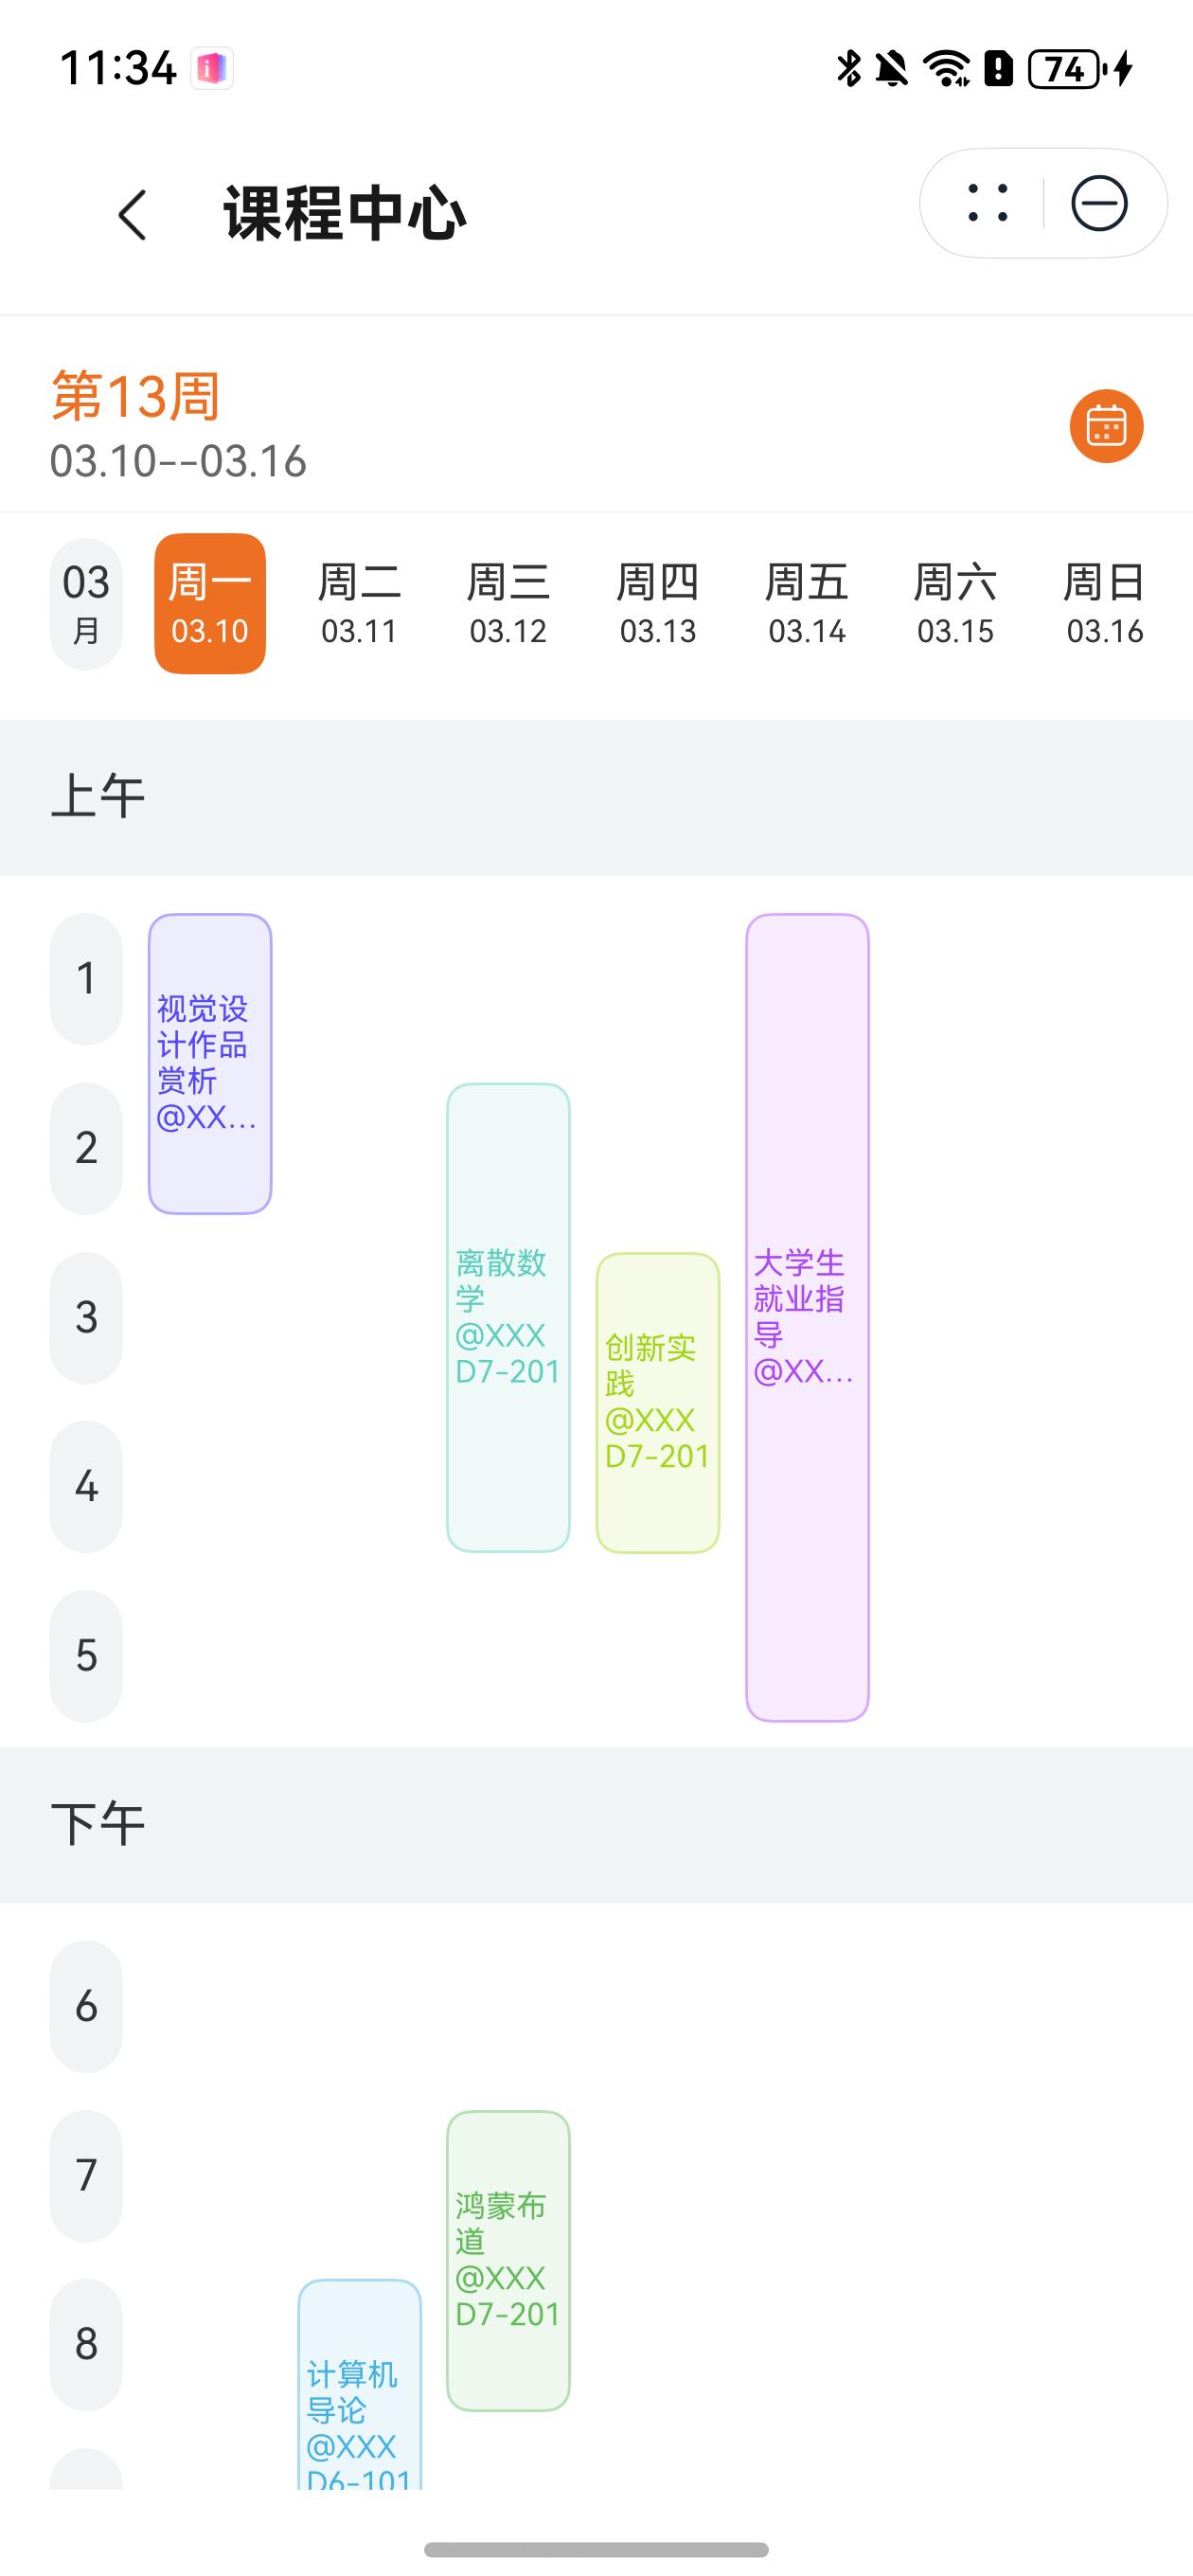 11:34
74
课程中心
第13周
03.10--03.16
03 周一 周二 周三 周四 周五 周六 周日
月 03.10 03.11 03.12 03.13 03.14 03.15 03.16
上午
1
2
3
4
5
视觉设
计作品
赏析
@XX...
离散数
学
@XXX
D7-201
创新实
践
@XXX
D7-201
大学生
就业指
导
@XX...
下午
6
7
8
计算机
导论
@XXX
D6-101
鸿蒙布
道
@XXX
D7-201